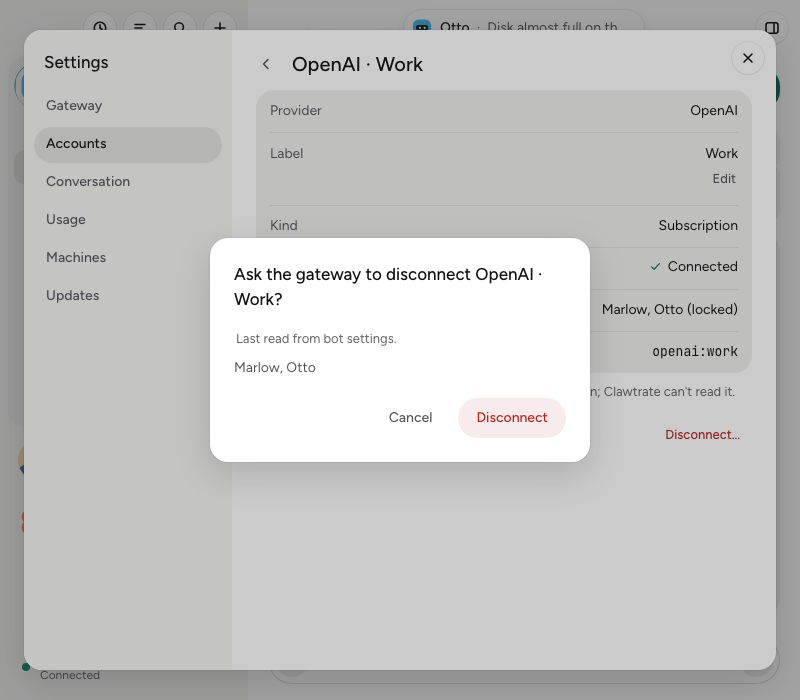 Otto · Disk almost full on th
Settings
OpenAI · Work
Gateway
Accounts
Conversation
Usage
Machines
Updates
Provider
OpenAI
Label
Work
Edit
Kind
Subscription
Connected
Marlow, Otto (locked)
openai:work
n; Clawtrate can't read it.
Disconnect...
Ask the gateway to disconnect OpenAI ·
Work?
Last read from bot settings.
Marlow, Otto
Cancel
Disconnect
Connected